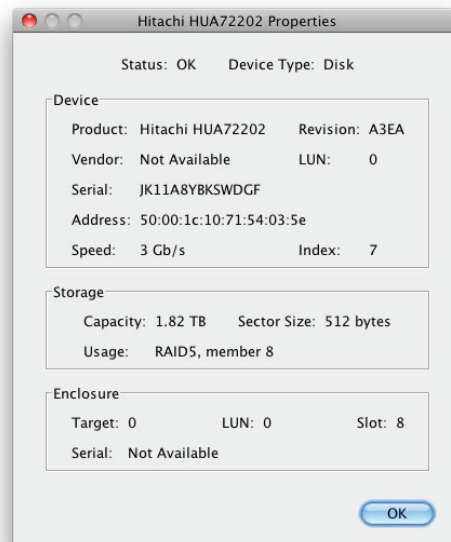 Hitachi HUA72202 Properties
Status: OK Device Type: Disk
Device
Product: Hitachi HUA72202 Revision: A3EA
Vendor: Not Available LUN: 0
Serial: JK11A8YBKSWDGF
Address: 50:00:1c:10:71:54:03:5e
Speed: 3 Gb/s Index: 7
Storage
Capacity: 1.82 TB Sector Size: 512 bytes
Usage: RAID5, member 8
Enclosure
Target: 0 LUN: 0 Slot: 8
Serial: Not Available
OK